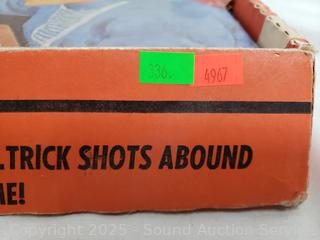 336.
4967
.TRICK SHOTS ABOUND
ME!
Copyright 2025 - Sound Auction Service